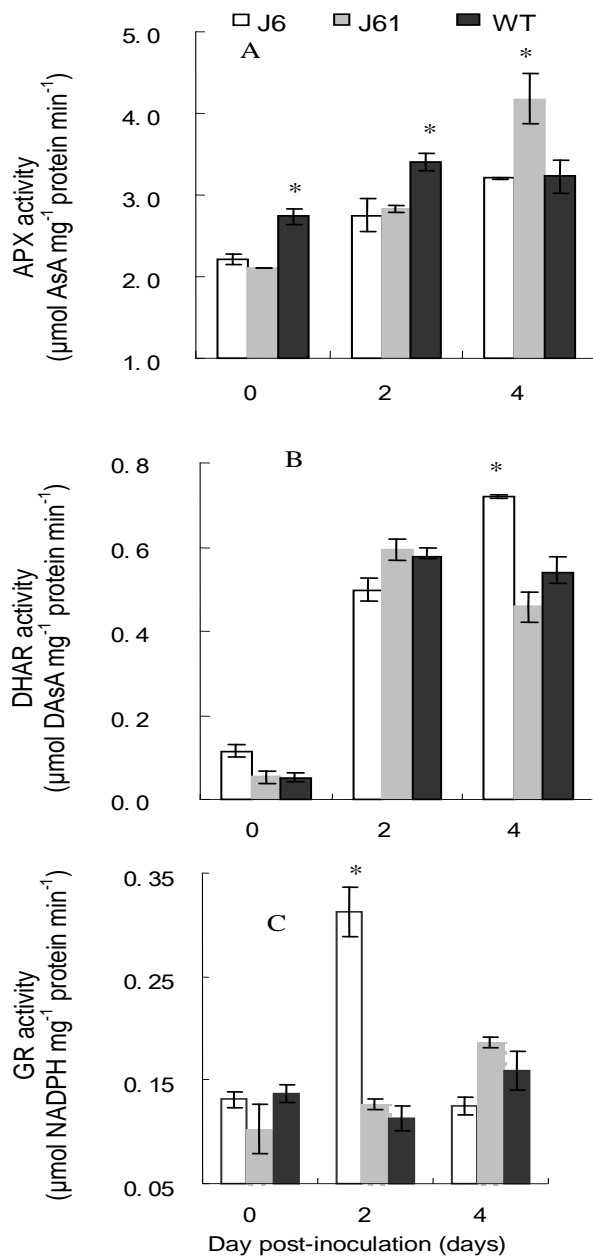 J6 J61 WT
A
5.0
4.0
3.0
2.0
1.0
APX activity
(µmol AsA mg⁻¹ protein min⁻¹)
*
*
*
0 2 4
B
0.8
0.6
0.4
0.2
0.0
DHAR activity
(µmol DAsA mg⁻¹ protein min⁻¹)
*
0 2 4
C
0.35
0.25
0.15
0.05
GR activity
(µmol NADPH mg⁻¹ protein min⁻¹)
*
0 2 4
Day post-inoculation (days)